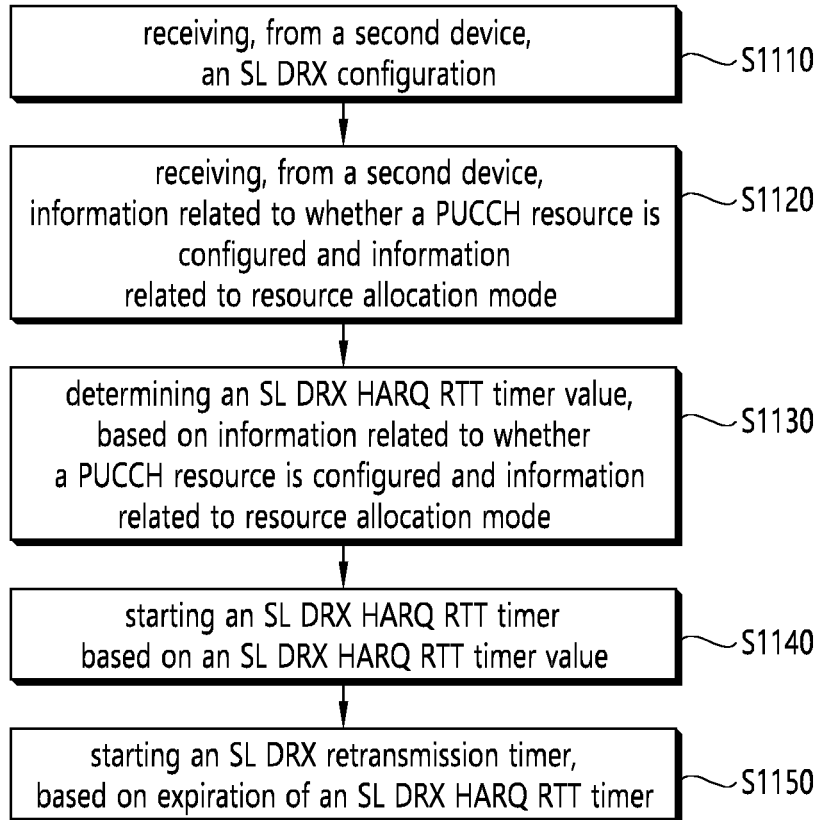 receiving, from a second device,
an SL DRX configuration
S1110
receiving, from a second device,
information related to whether a PUCCH resource is
configured and information
related to resource allocation mode
S1120
determining an SL DRX HARQ RTT timer value,
based on information related to whether
a PUCCH resource is configured and information
related to resource allocation mode
S1130
starting an SL DRX HARQ RTT timer
based on an SL DRX HARQ RTT timer value
S1140
starting an SL DRX retransmission timer,
based on expiration of an SL DRX HARQ RTT timer
S1150